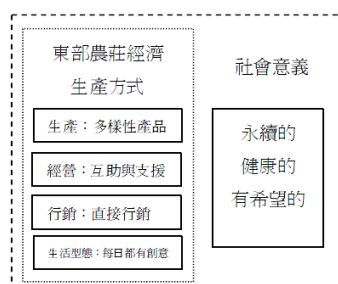 東部農莊經濟
生產方式
生產：多樣性產品
經營：互助與支援
行銷：直接行銷
生活型態：每日都有創意
社會意義
永續的
健康的
有希望的